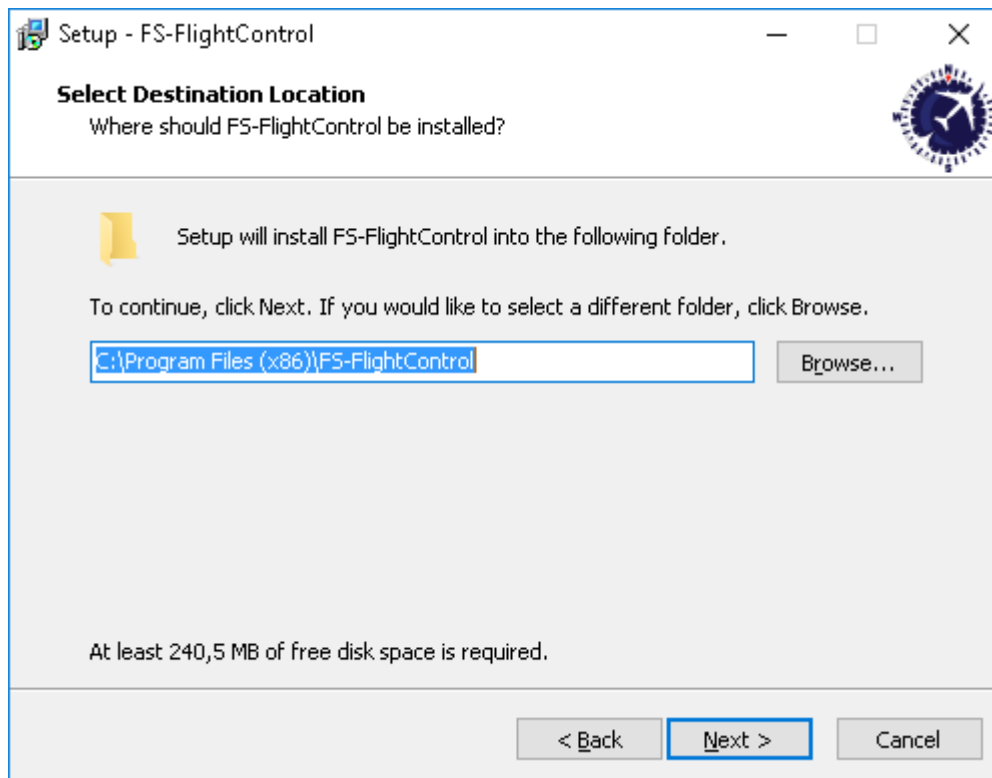 Setup - FS-FlightControl
Select Destination Location
Where should FS-FlightControl be installed?
Setup will install FS-FlightControl into the following folder.
To continue, click Next. If you would like to select a different folder, click Browse.
C:\Program Files (x86)\FS-FlightControl
Browse...
At least 240,5 MB of free disk space is required.
< Back
Next >
Cancel